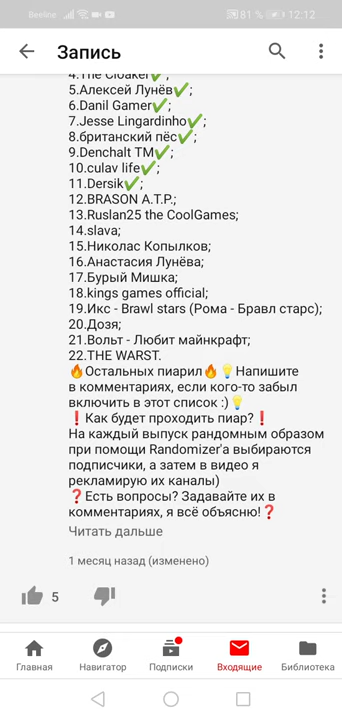 Beeline 81 % 12:12
Запись
4.The Cloaker✔;
5.Алексей Лунёв✔;
6.Danil Gamer✔;
7.Jesse Lingardinho✔;
8.британский пёс✔;
9.Denchalt TM✔;
10.culav life✔;
11.Dersik✔;
12.BRASON A.T.P.;
13.Ruslan25 the CoolGames;
14.slava;
15.Николас Копылков;
16.Анастасия Лунёва;
17.Бурый Мишка;
18.kings games official;
19.Икс - Brawl stars (Рома - Бравл старс);
20.Дозя;
21.Вольт - Любит майнкрафт;
22.THE WARST.
🔥Остальных пиарил🔥💡Напишите
в комментариях, если кого-то забыл
включить в этот список :)💡
❗Как будет проходить пиар?❗
На каждый выпуск рандомным образом
при помощи Randomizer'а выбираются
подписчики, а затем в видео я
рекламирую их каналы)
❓Есть вопросы? Задавайте их в
комментариях, я всё объясню!❓
Читать дальше
1 месяц назад (изменено)
5
Главная Навигатор Подписки Входящие Библиотека